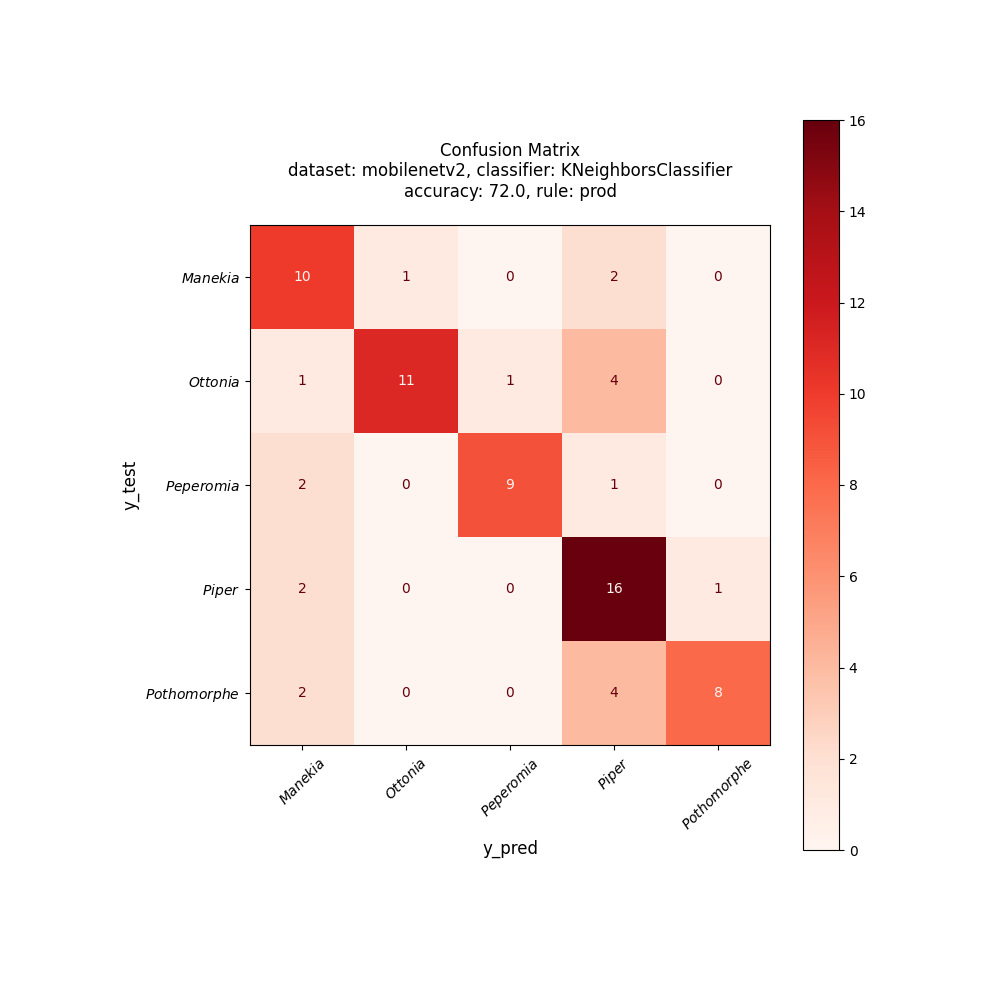 Confusion Matrix
dataset: mobilenetv2, classifier: KNeighborsClassifier
accuracy: 72.0, rule: prod
Manekia 10 1 0 2 0
Ottonia 1 11 1 4 0
Peperomia 2 0 9 1 0
Piper 2 0 0 16 1
Pothomorphe 2 0 0 4 8
y_test
Manekia Ottonia Peperomia Piper Pothomorphe
y_pred
16
14
12
10
8
6
4
2
0